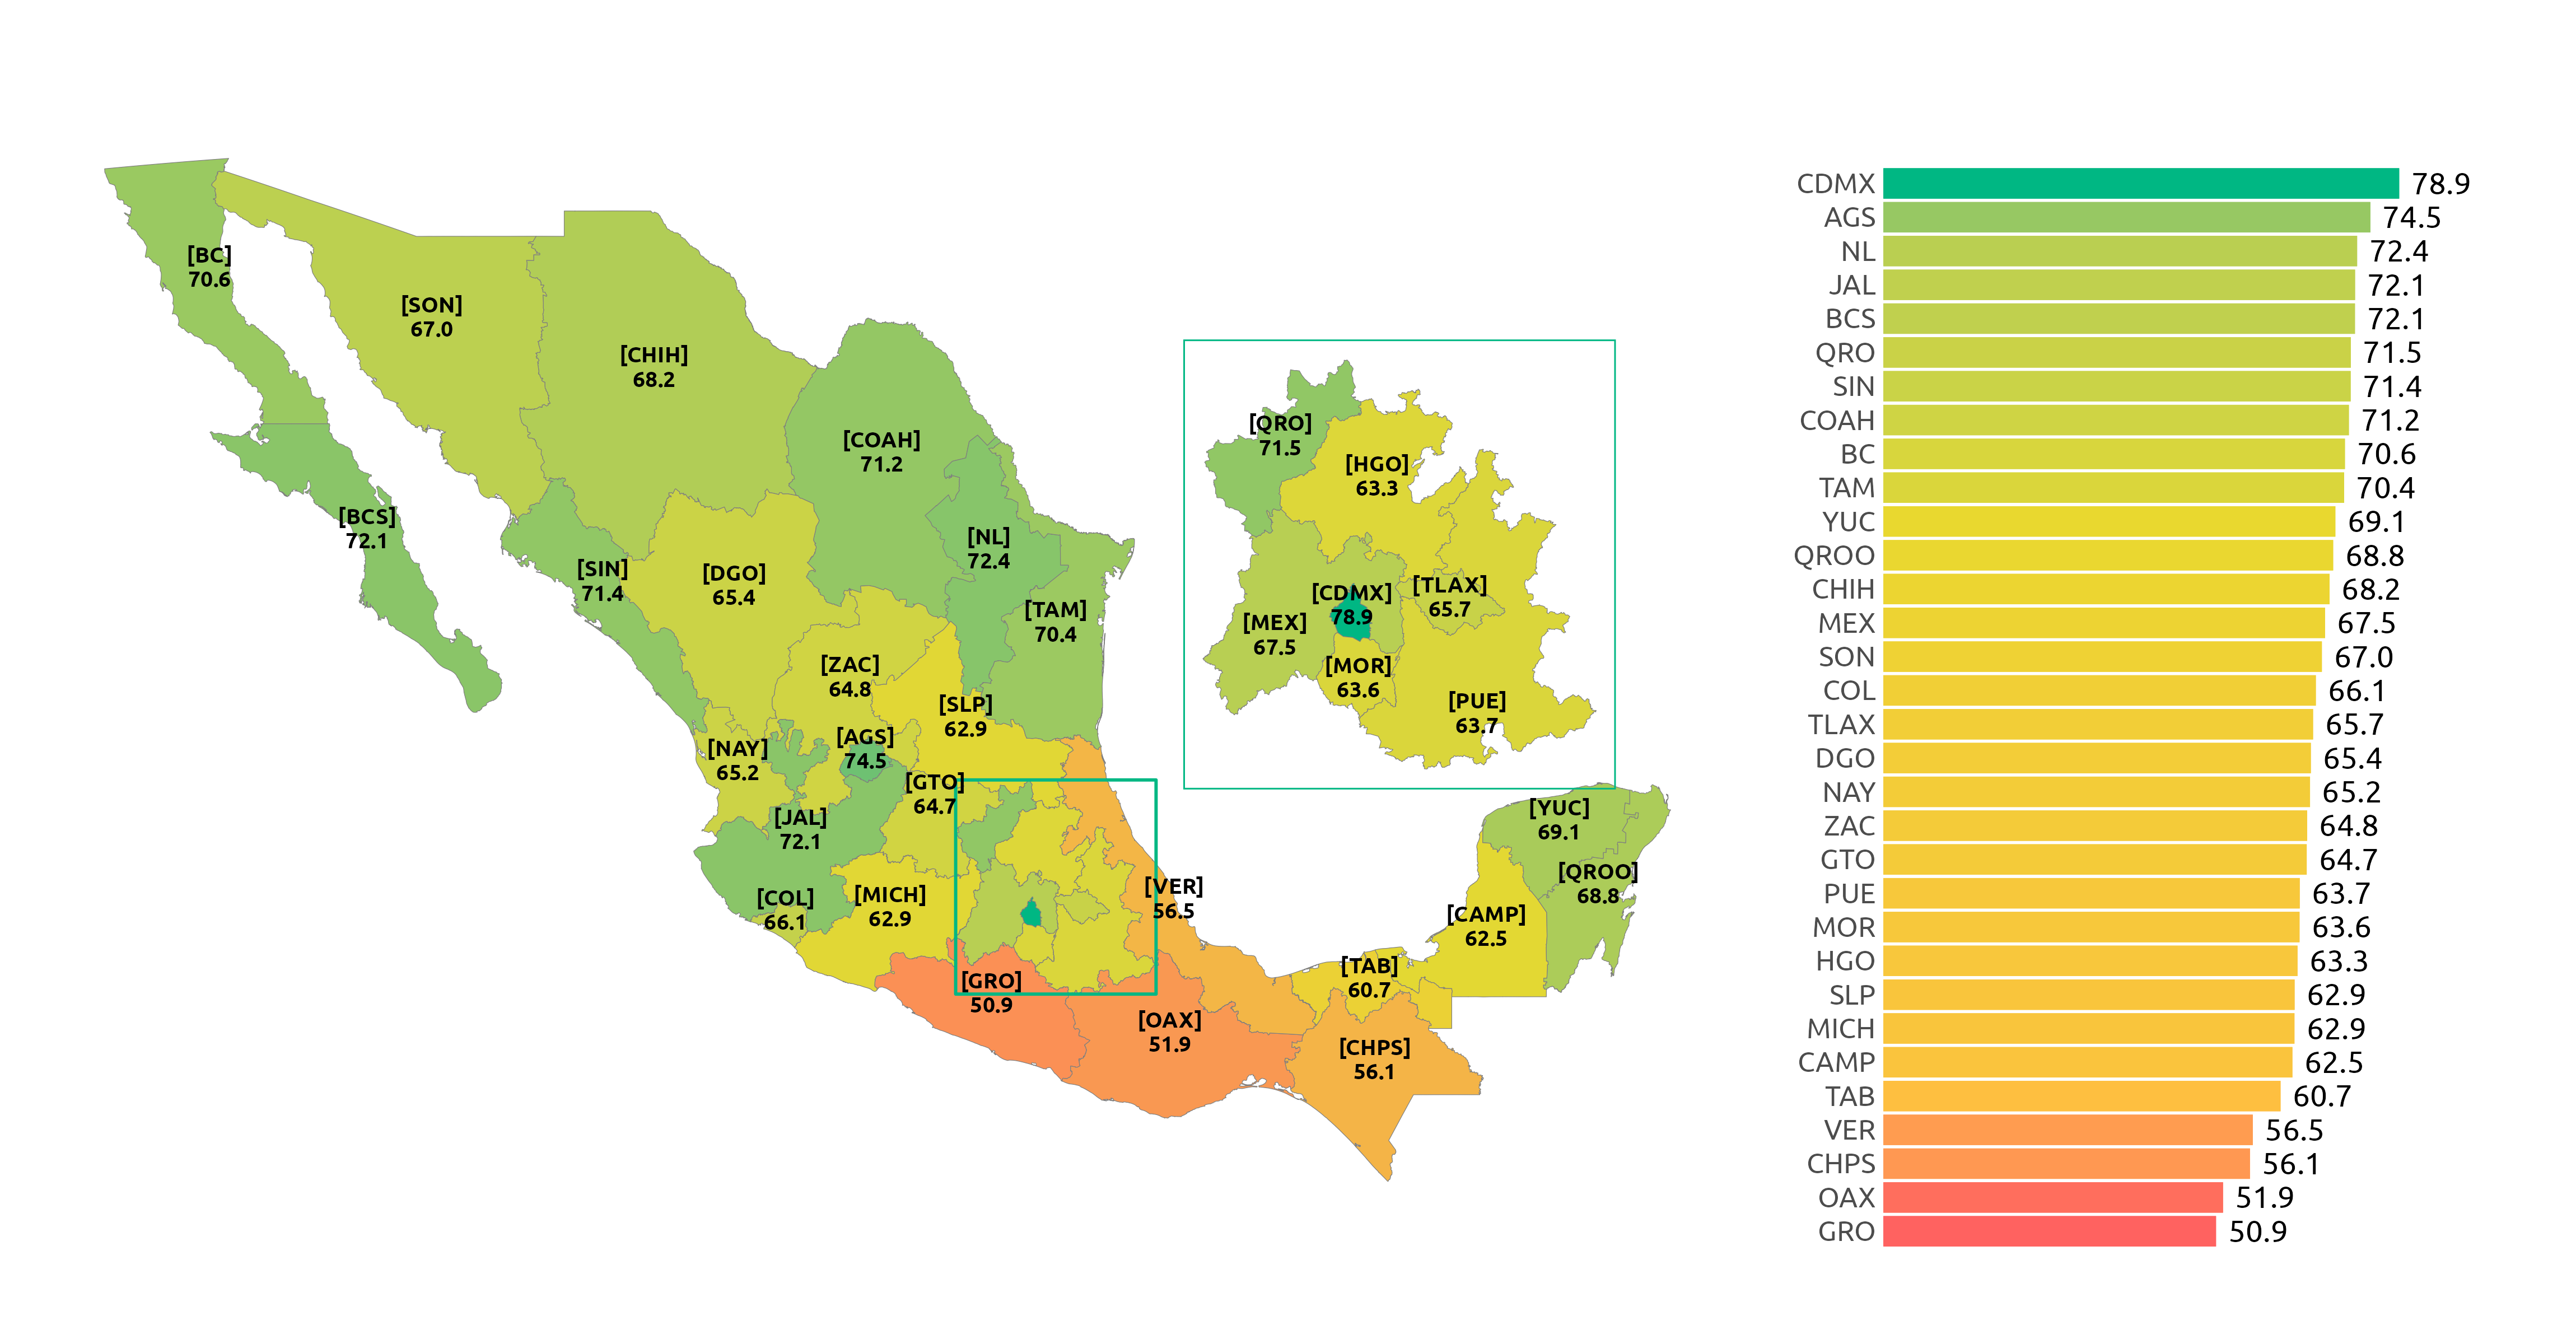 [BC]
70.6
[SON]
67.0
[CHIH]
68.2
[COAH]
71.2
[BCS]
72.1
[NL]
72.4
[SIN]
71.4
[DGO]
65.4
[TAM]
70.4
[ZAC]
64.8
[SLP]
62.9
[NAY]
65.2
[AGS]
74.5
[GTO]
64.7
[JAL]
72.1
[COL]
66.1
[MICH]
62.9
[VER]
56.5
[GRO]
50.9
[OAX]
51.9
[TAB]
60.7
[CHPS]
56.1
[CAMP]
62.5
[YUC]
69.1
[QROO]
68.8
[QRO]
71.5
[HGO]
63.3
[CDMX]
78.9
[TLAX]
65.7
[MEX]
67.5
[MOR]
63.6
[PUE]
63.7
CDMX 78.9
AGS 74.5
NL 72.4
JAL 72.1
BCS 72.1
QRO 71.5
SIN 71.4
COAH 71.2
BC 70.6
TAM 70.4
YUC 69.1
QROO 68.8
CHIH 68.2
MEX 67.5
SON 67.0
COL 66.1
TLAX 65.7
DGO 65.4
NAY 65.2
ZAC 64.8
GTO 64.7
PUE 63.7
MOR 63.6
HGO 63.3
SLP 62.9
MICH 62.9
CAMP 62.5
TAB 60.7
VER 56.5
CHPS 56.1
OAX 51.9
GRO 50.9